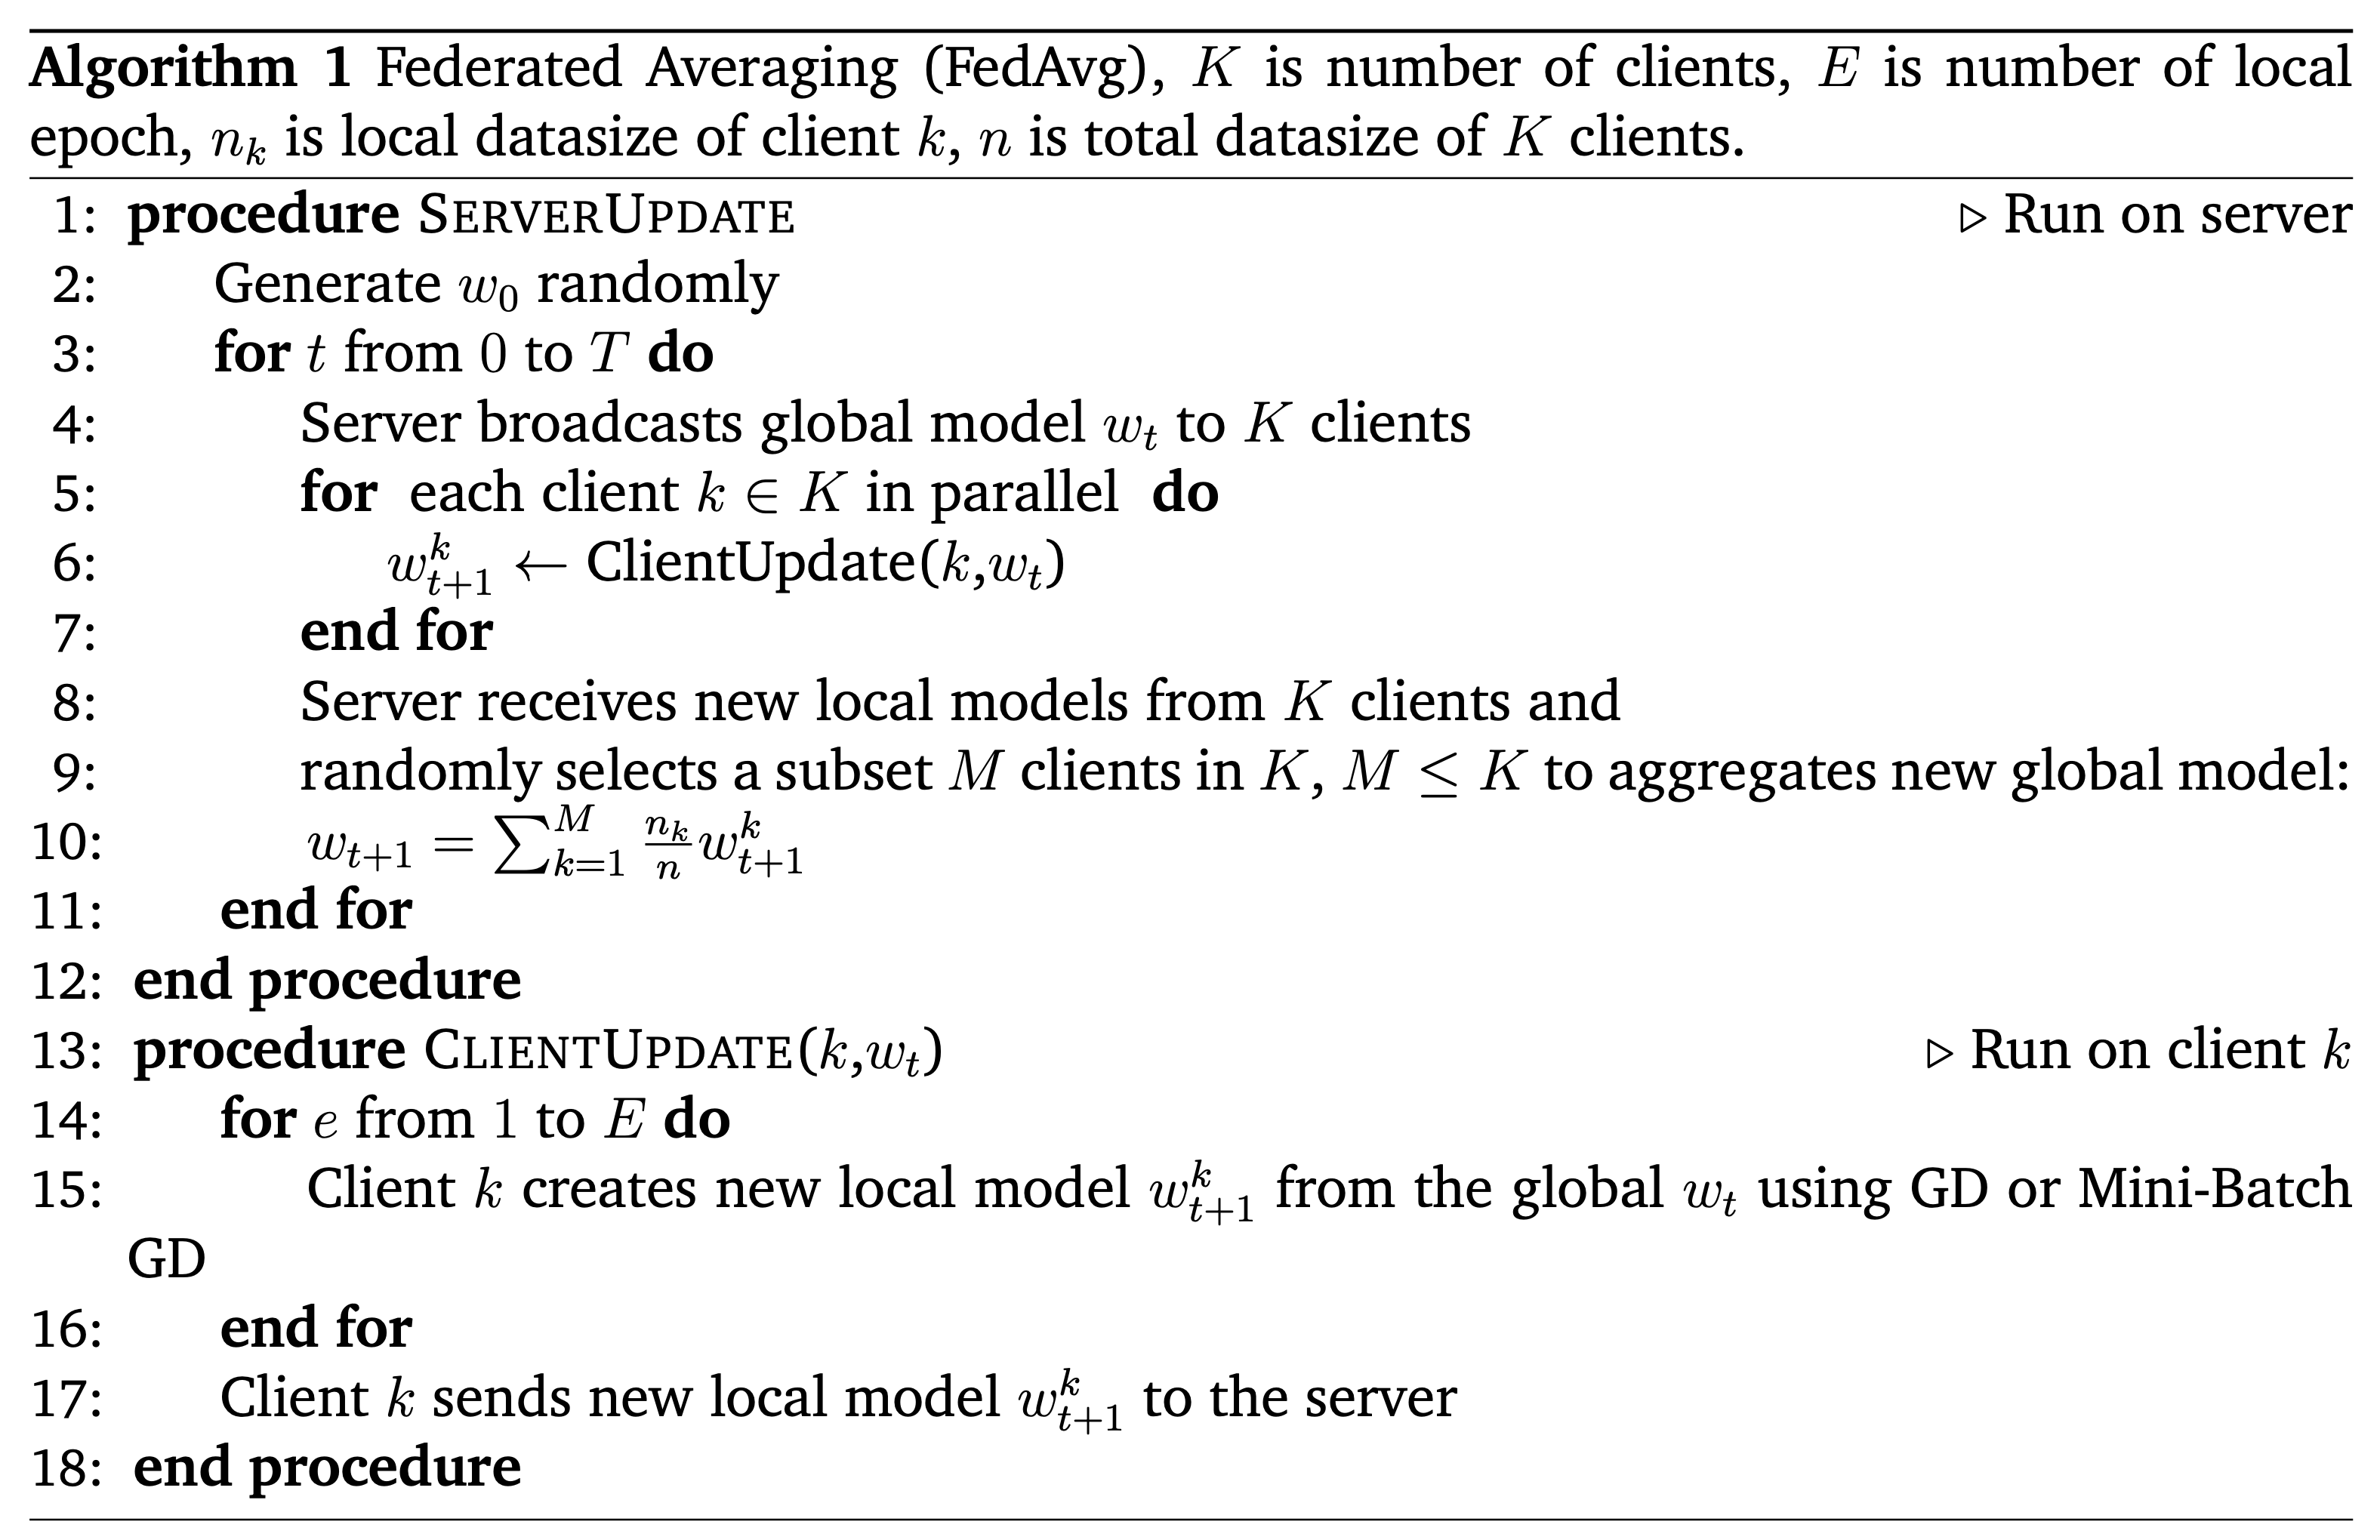 Algorithm 1 Federated Averaging (FedAvg), K is number of clients, E is number of local
epoch, n_k is local datasize of client k, n is total datasize of K clients.
1: procedure SERVERUPDATE ▷ Run on server
2: Generate w_0 randomly
3: for t from 0 to T do
4: Server broadcasts global model w_t to K clients
5: for each client k ∈ K in parallel do
6: w_{t+1}^k ← ClientUpdate(k,w_t)
7: end for
8: Server receives new local models from K clients and
9: randomly selects a subset M clients in K, M ≤ K to aggregates new global model:
10: w_{t+1} = \sum_{k=1}^{M} \frac{n_k}{n} w_{t+1}^k
11: end for
12: end procedure
13: procedure CLIENTUPDATE(k,w_t) ▷ Run on client k
14: for e from 1 to E do
15: Client k creates new local model w_{t+1}^k from the global w_t using GD or Mini-Batch
GD
16: end for
17: Client k sends new local model w_{t+1}^k to the server
18: end procedure